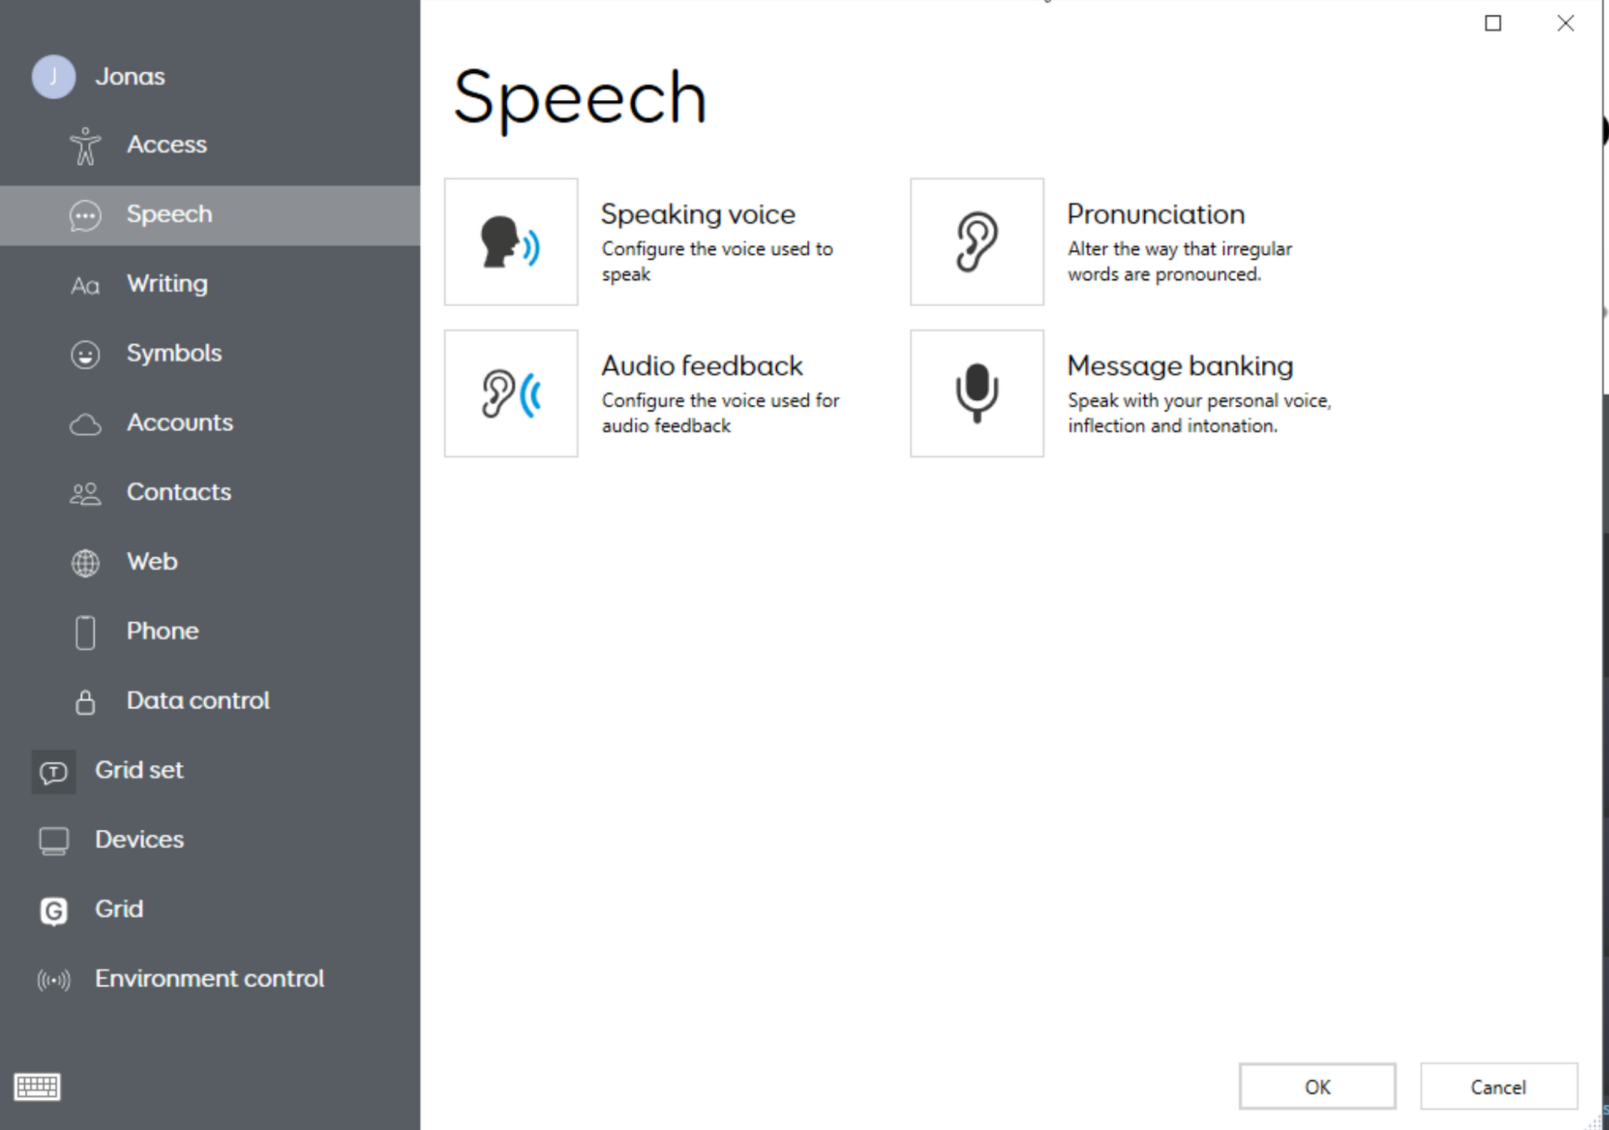 J Jonas
Access
Speech
Aa Writing
Symbols
Accounts
Contacts
Web
Phone
Data control
T Grid set
Devices
G Grid
Environment control
Speech
Speaking voice
Configure the voice used to
speak
Pronunciation
Alter the way that irregular
words are pronounced.
Audio feedback
Configure the voice used for
audio feedback
Message banking
Speak with your personal voice,
inflection and intonation.
OK
Cancel